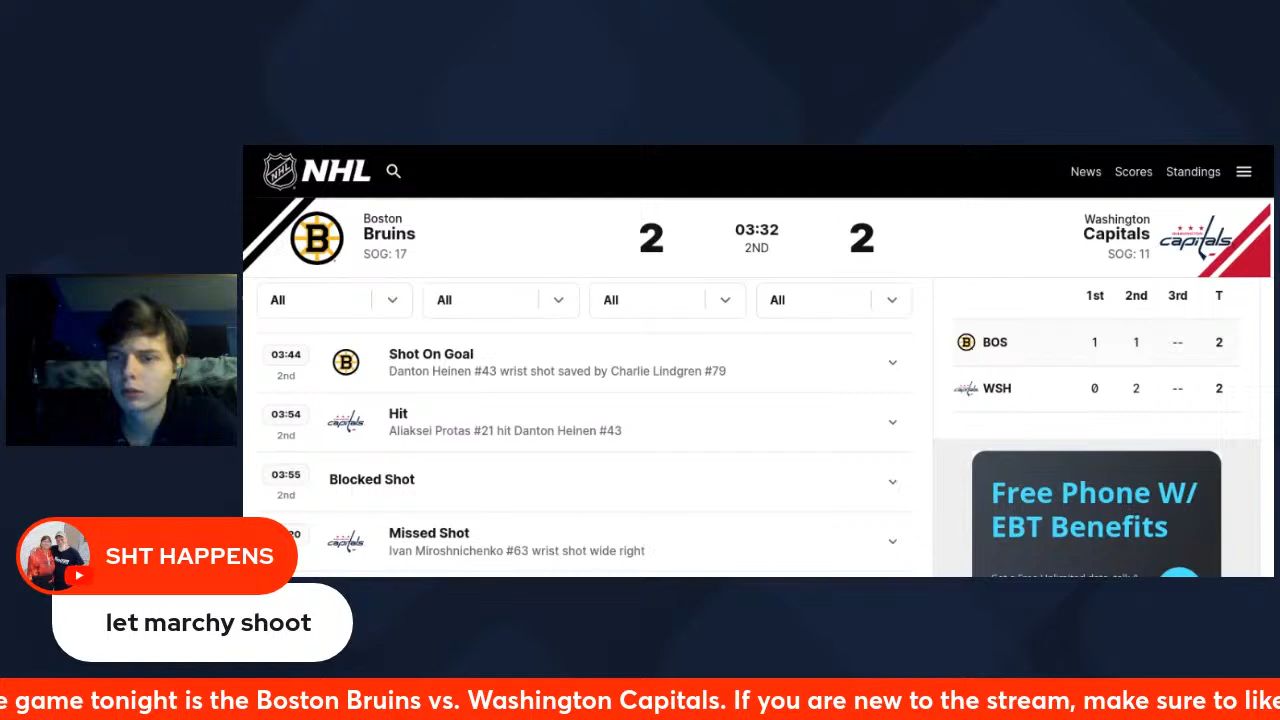 NHL
NHL
News Scores Standings
Boston
Bruins
SOG: 17
2
03:32
2ND
2
Washington
Capitals
SOG: 11
capitals
All All All All
1st 2nd 3rd T
B BOS 1 1 -- 2
capitals WSH 0 2 -- 2
03:44
2nd
B
Shot On Goal
Danton Heinen #43 wrist shot saved by Charlie Lindgren #79
03:54
2nd
capitals
Hit
Aliaksei Protas #21 hit Danton Heinen #43
03:55
2nd
Blocked Shot
capitals
Missed Shot
Ivan Miroshnichenko #63 wrist shot wide right
Free Phone W/
EBT Benefits
SHT HAPPENS
let marchy shoot
e game tonight is the Boston Bruins vs. Washington Capitals. If you are new to the stream, make sure to like